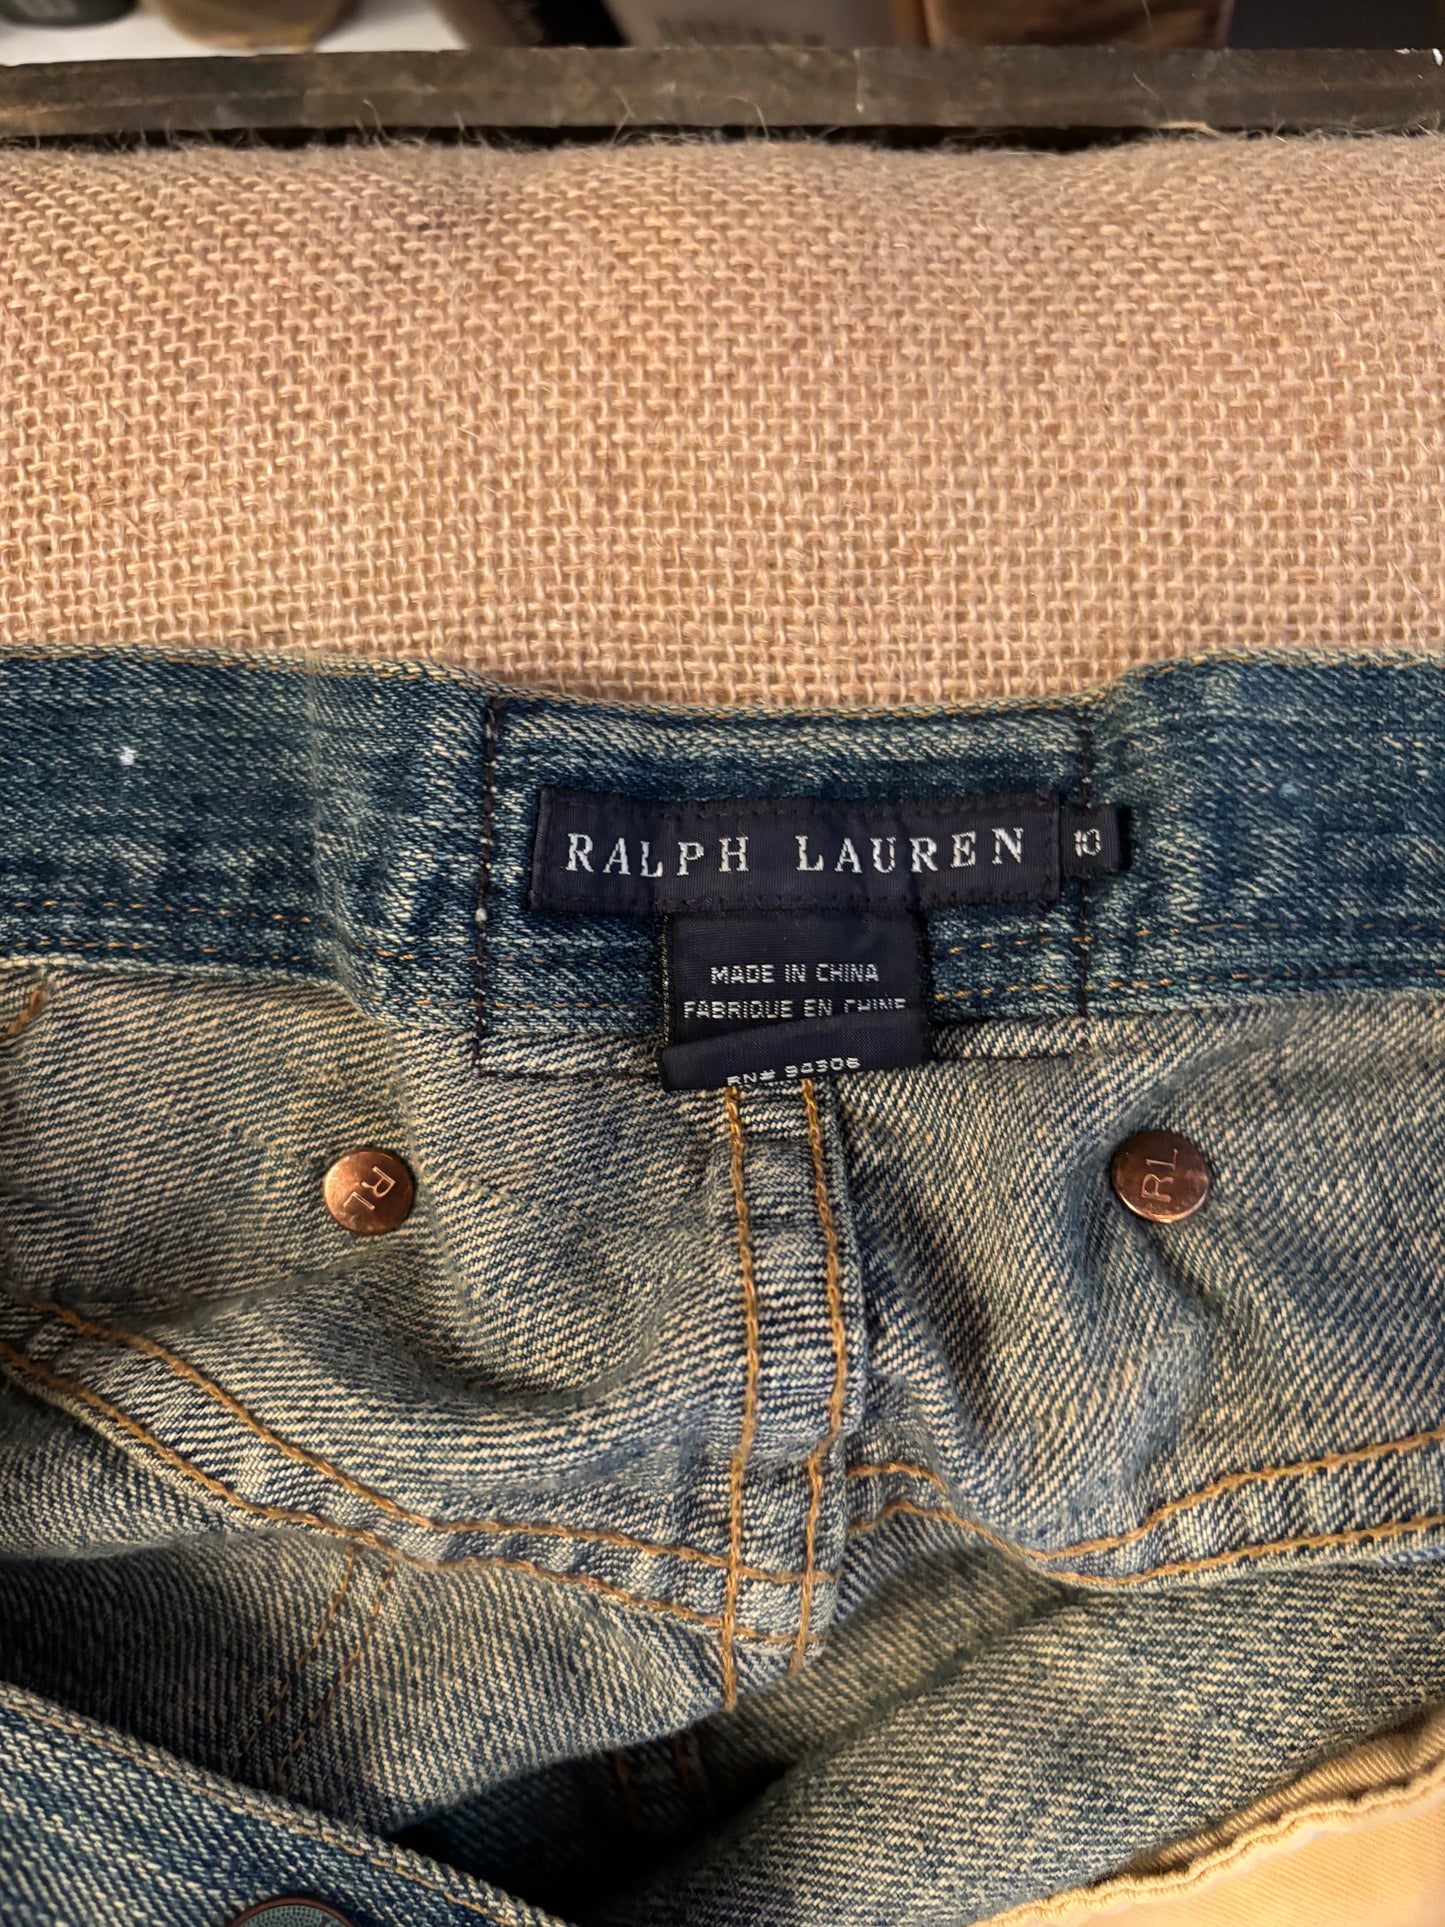 RALPH LAUREN
10
MADE IN CHINA
FABRIQUE EN CHINE
RN# 94306
RL
RL